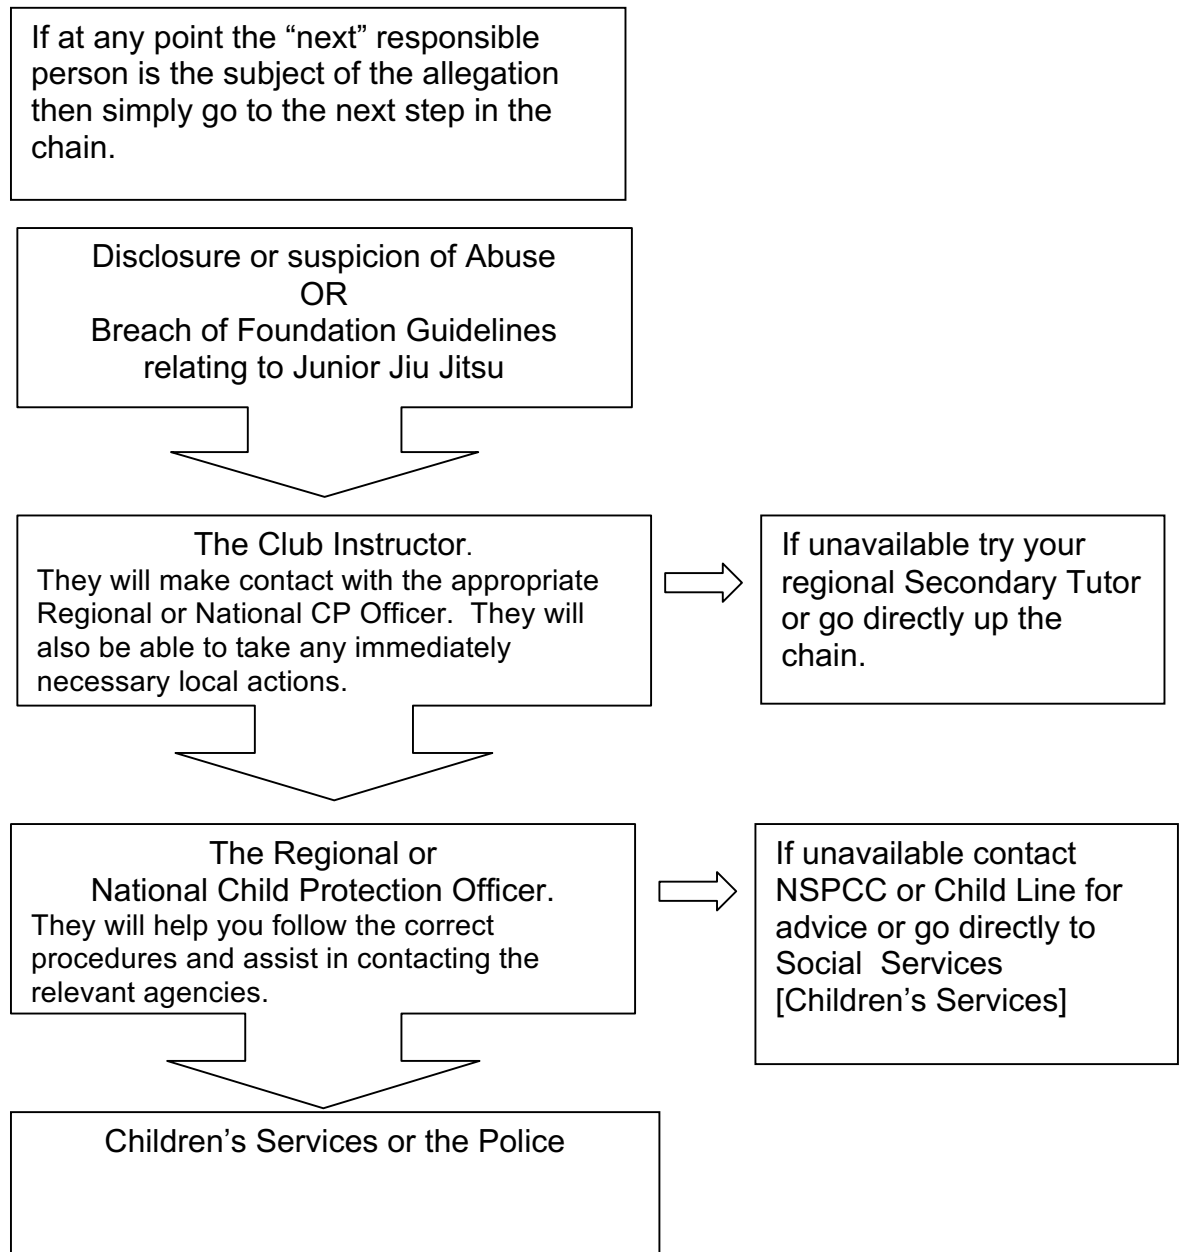 If at any point the “next” responsible
person is the subject of the allegation
then simply go to the next step in the
chain.
Disclosure or suspicion of Abuse
OR
Breach of Foundation Guidelines
relating to Junior Jiu Jitsu
The Club Instructor.
They will make contact with the appropriate
Regional or National CP Officer.  They will
also be able to take any immediately
necessary local actions.
If unavailable try your
regional Secondary Tutor
or go directly up the
chain.
The Regional or
National Child Protection Officer.
They will help you follow the correct
procedures and assist in contacting the
relevant agencies.
If unavailable contact
NSPCC or Child Line for
advice or go directly to
Social  Services
[Children’s Services]
Children’s Services or the Police